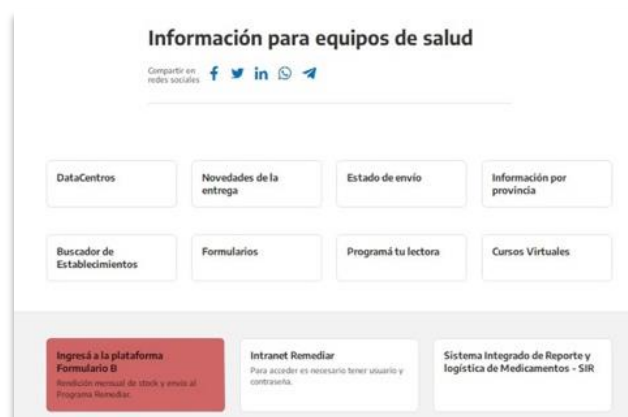 Información para equipos de salud
Compartir en
redes sociales
DataCentros
Novedades de la
entrega
Estado de envío
Información por
provincia
Buscador de
Establecimientos
Formularios
Programá tu lectora
Cursos Virtuales
Ingresá a la plataforma
Formulario B
Rendición mensual de stock y envío al
Programa Remediar.
Intranet Remediar
Para acceder es necesario tener usuario y
contraseña.
Sistema Integrado de Reporte y
logística de Medicamentos - SIR